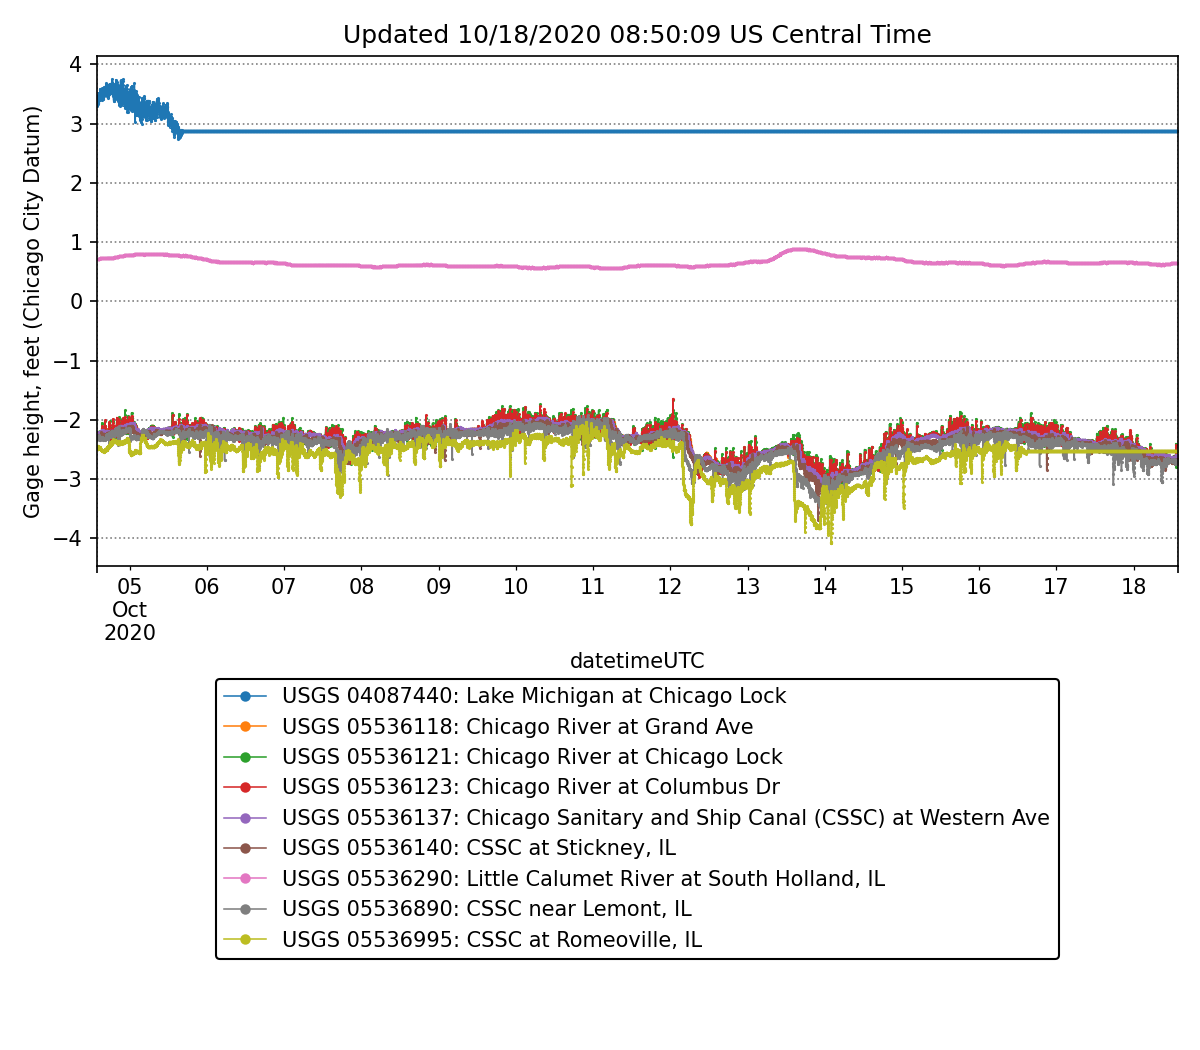 Updated 10/18/2020 08:50:09 US Central Time
Gage height, feet (Chicago City Datum)
4
3
2
1
0
−1
−2
−3
−4
05 06 07 08 09 10 11 12 13 14 15 16 17 18
Oct
2020
datetimeUTC
USGS 04087440: Lake Michigan at Chicago Lock
USGS 05536118: Chicago River at Grand Ave
USGS 05536121: Chicago River at Chicago Lock
USGS 05536123: Chicago River at Columbus Dr
USGS 05536137: Chicago Sanitary and Ship Canal (CSSC) at Western Ave
USGS 05536140: CSSC at Stickney, IL
USGS 05536290: Little Calumet River at South Holland, IL
USGS 05536890: CSSC near Lemont, IL
USGS 05536995: CSSC at Romeoville, IL